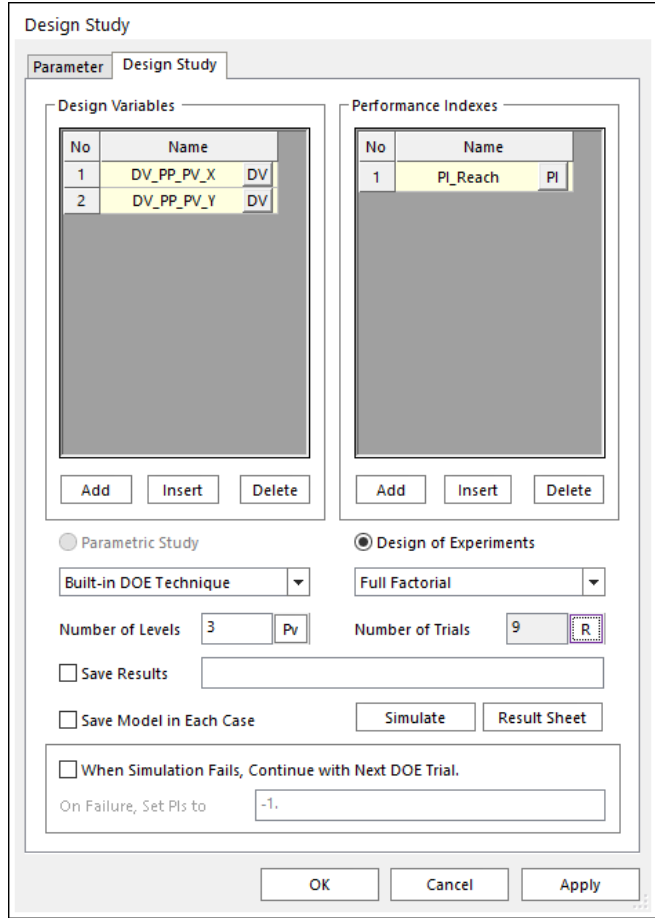 Design Study
Parameter Design Study
Design Variables
No Name
1 DV_PP_PV_X DV
2 DV_PP_PV_Y DV
Add Insert Delete
Performance Indexes
No Name
1 PI_Reach PI
Add Insert Delete
Parametric Study Design of Experiments
Built-in DOE Technique Full Factorial
Number of Levels 3 Pv Number of Trials 9 R
Save Results
Save Model in Each Case Simulate Result Sheet
When Simulation Fails, Continue with Next DOE Trial.
On Failure, Set PIs to -1.
OK Cancel Apply